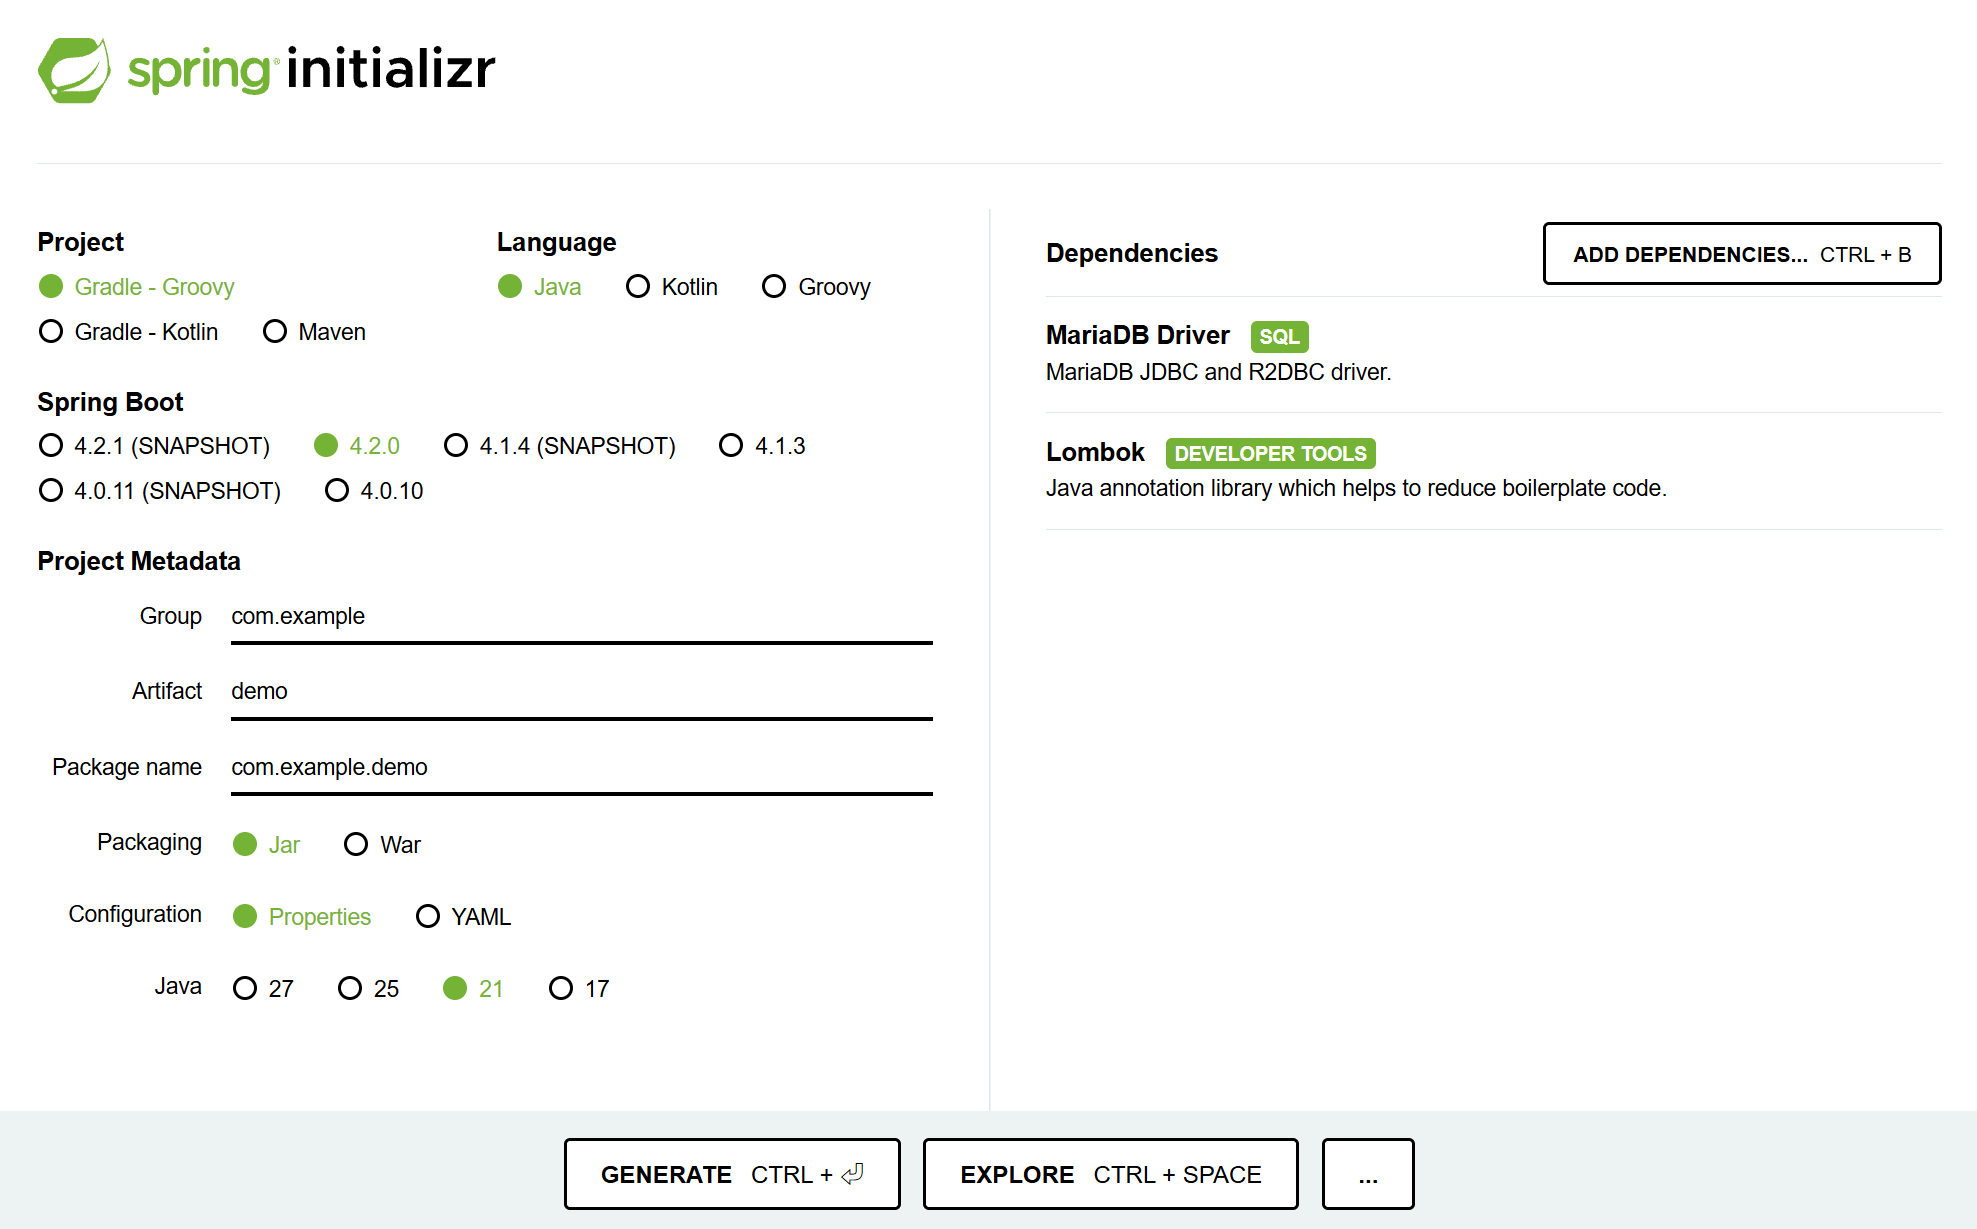 spring initializr
Project
Gradle - Groovy
Gradle - Kotlin Maven
Language
Java Kotlin Groovy
Spring Boot
4.2.1 (SNAPSHOT) 4.2.0 4.1.4 (SNAPSHOT) 4.1.3
4.0.11 (SNAPSHOT) 4.0.10
Project Metadata
Group com.example
Artifact demo
Package name com.example.demo
Packaging Jar War
Configuration Properties YAML
Java 27 25 21 17
Dependencies ADD DEPENDENCIES... CTRL + B
MariaDB Driver SQL
MariaDB JDBC and R2DBC driver.
Lombok DEVELOPER TOOLS
Java annotation library which helps to reduce boilerplate code.
GENERATE CTRL + ⏎ EXPLORE CTRL + SPACE ...